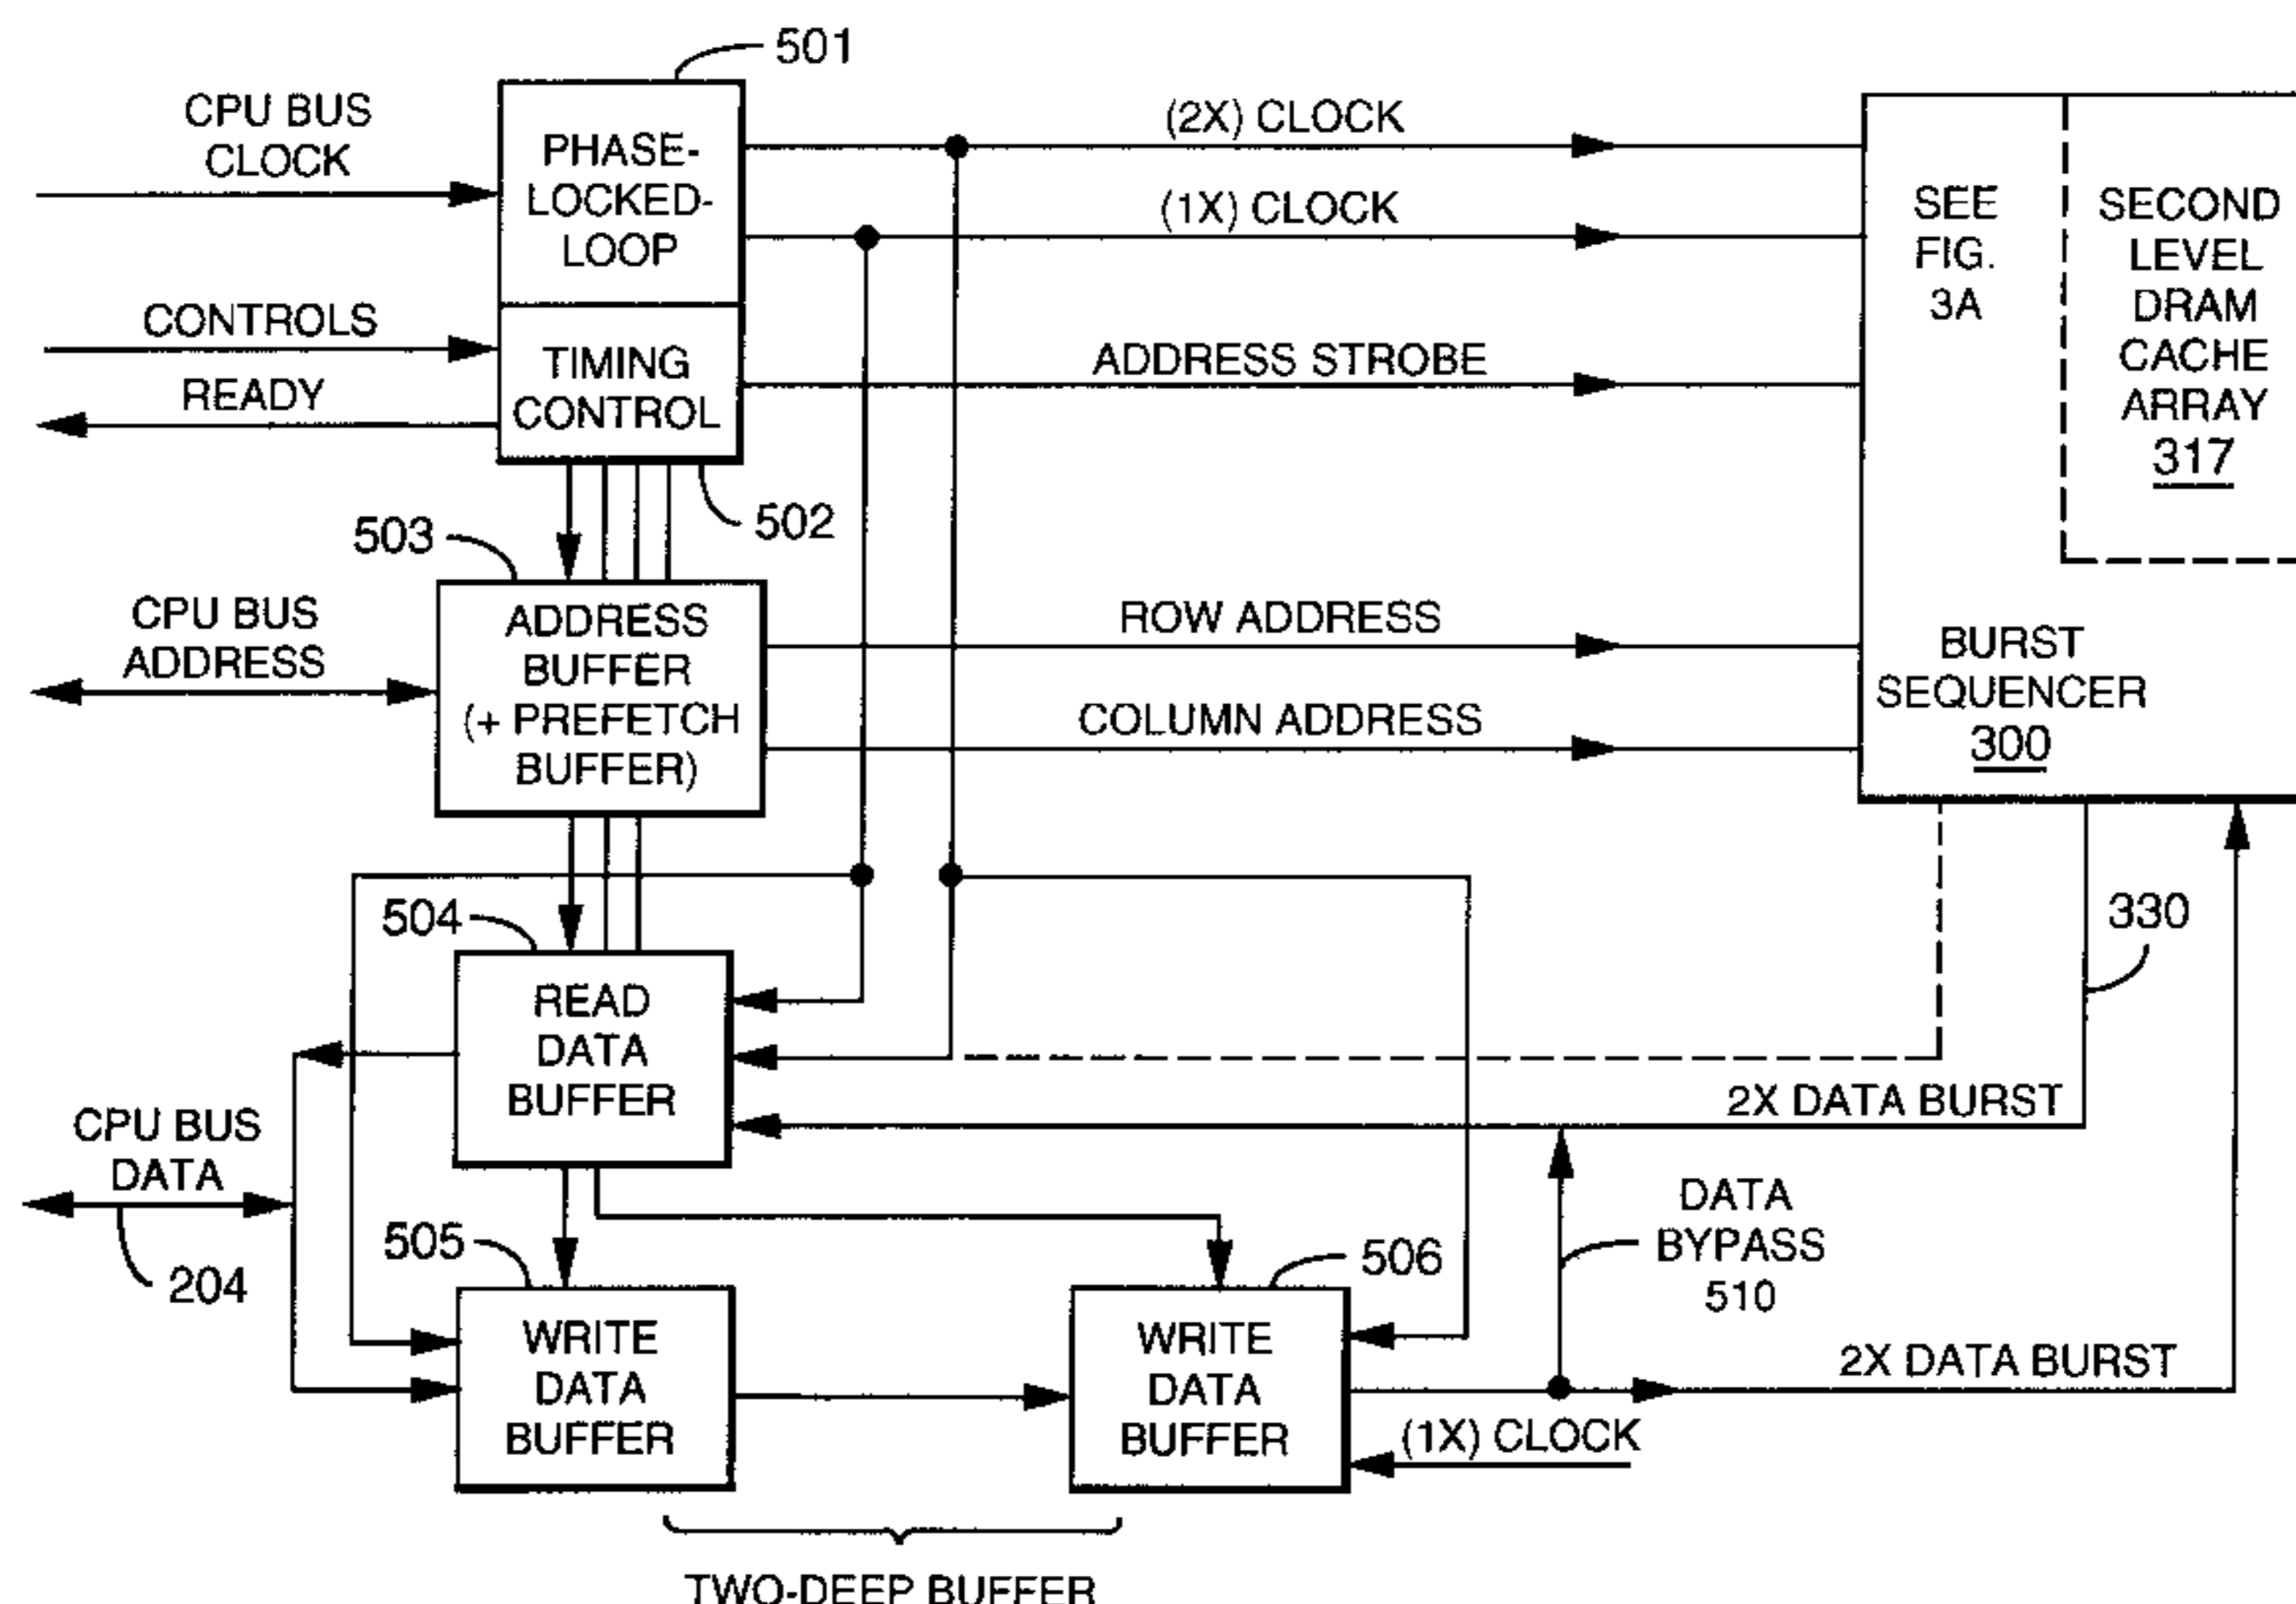 501
CPU BUS
CLOCK
PHASE-
LOCKED-
LOOP
(2X) CLOCK
(1X) CLOCK
SEE
FIG.
3A
SECOND
LEVEL
DRAM
CACHE
ARRAY
317
CONTROLS
READY
TIMING
CONTROL
ADDRESS STROBE
502
503
CPU BUS
ADDRESS
ADDRESS
BUFFER
(+ PREFETCH
BUFFER)
ROW ADDRESS
COLUMN ADDRESS
BURST
SEQUENCER
300
504
READ
DATA
BUFFER
330
2X DATA BURST
CPU BUS
DATA
204
DATA
BYPASS
510
505
WRITE
DATA
BUFFER
506
WRITE
DATA
BUFFER
2X DATA BURST
(1X) CLOCK
TWO-DEEP BUFFER